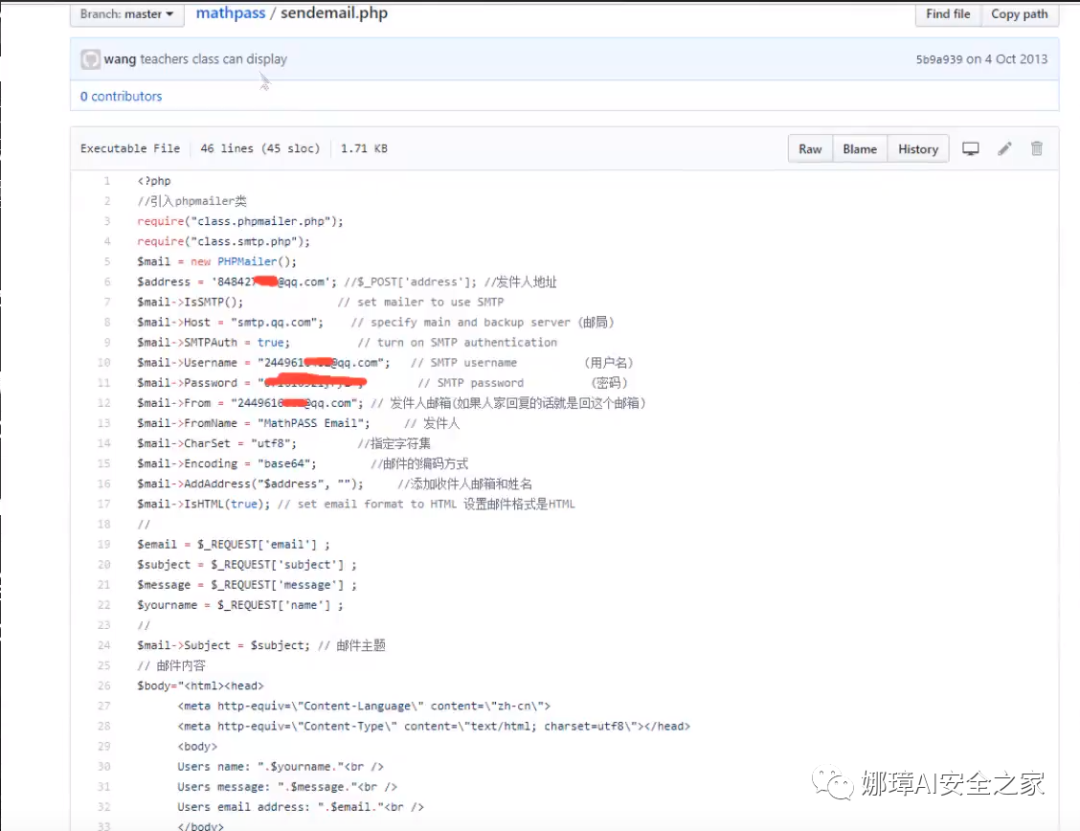 Branch: master mathpass / sendemail.php Find file Copy path
wang teachers class can display 5b9a939 on 4 Oct 2013
0 contributors
Executable File 46 lines (45 sloc) 1.71 KB Raw Blame History
1 <?php
2 //引入phpmailer类
3 require("class.phpmailer.php");
4 require("class.smtp.php");
5 $mail = new PHPMailer();
6 $address = '84842 @qq.com'; //$_POST['address']; //发件人地址
7 $mail->IsSMTP(); // set mailer to use SMTP
8 $mail->Host = "smtp.qq.com"; // specify main and backup server (邮局)
9 $mail->SMTPAuth = true; // turn on SMTP authentication
10 $mail->Username = "244961 @qq.com"; // SMTP username (用户名)
11 $mail->Password = " "; // SMTP password (密码)
12 $mail->From = "244961 @qq.com"; // 发件人邮箱(如果人家回复的话就是回这个邮箱)
13 $mail->FromName = "MathPASS Email"; // 发件人
14 $mail->CharSet = "utf8"; //指定字符集
15 $mail->Encoding = "base64"; //邮件的编码方式
16 $mail->AddAddress("$address", ""); //添加收件人邮箱和姓名
17 $mail->IsHTML(true); // set email format to HTML 设置邮件格式是HTML
18 //
19 $email = $_REQUEST['email'] ;
20 $subject = $_REQUEST['subject'] ;
21 $message = $_REQUEST['message'] ;
22 $yourname = $_REQUEST['name'] ;
23 //
24 $mail->Subject = $subject; // 邮件主题
25 // 邮件内容
26 $body="<html><head>
27 <meta http-equiv=\"Content-Language\" content=\"zh-cn\">
28 <meta http-equiv=\"Content-Type\" content=\"text/html; charset=utf8\"></head>
29 <body>
30 Users name: ".$yourname."<br />
31 Users message: ".$message."<br />
32 Users email address: ".$email."<br />
33 </body>
娜璋AI安全之家